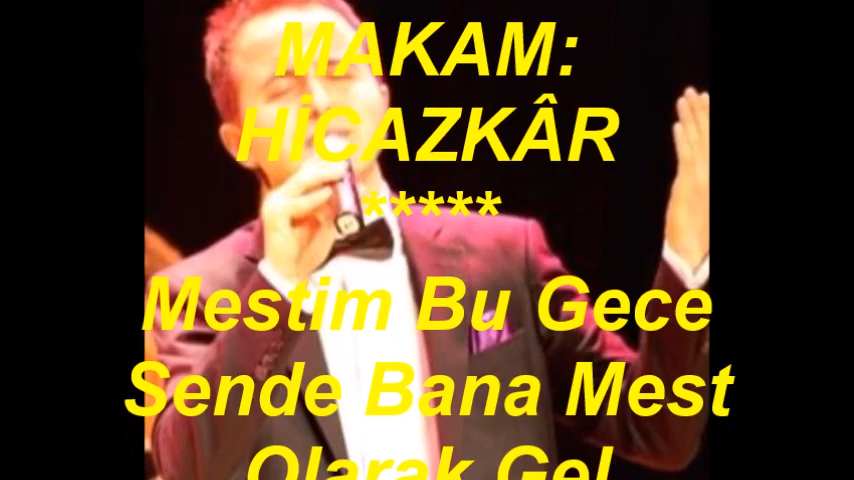 MAKAM:
HİCAZKÂR
*****
Mestim Bu Gece
Sende Bana Mest
Olarak Gel